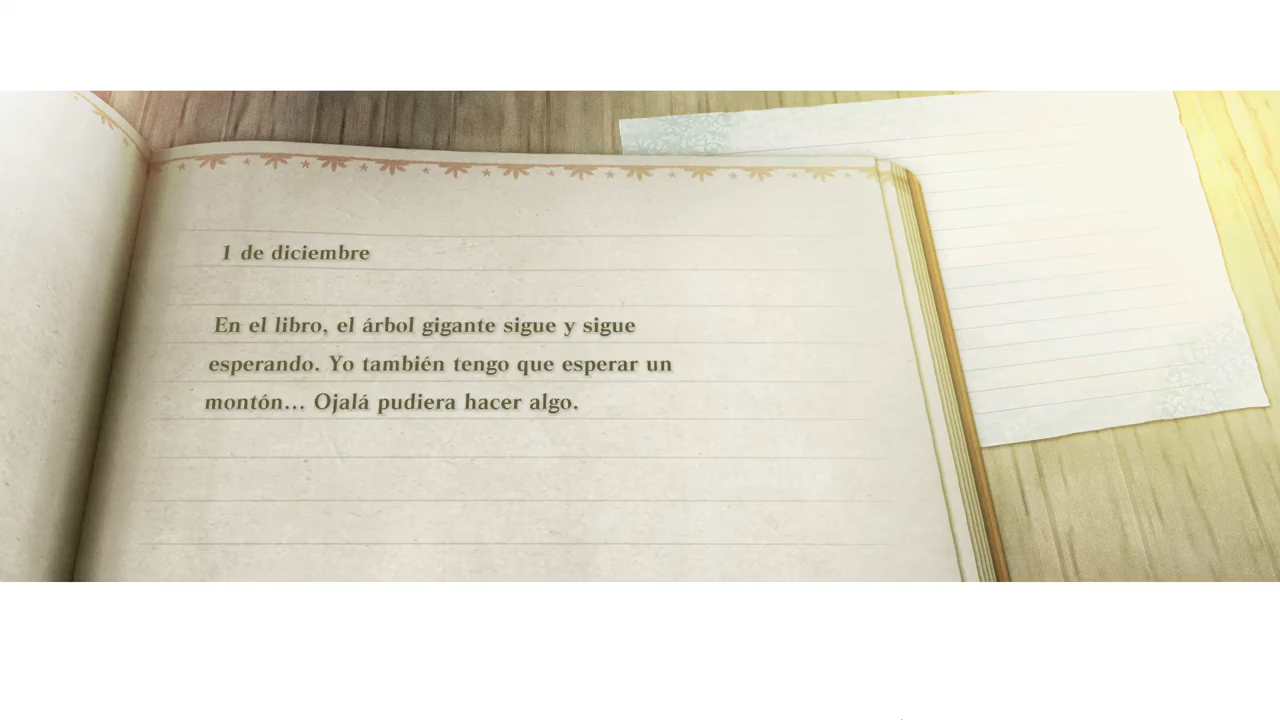 1 de diciembre
En el libro, el árbol gigante sigue y sigue
esperando. Yo también tengo que esperar un
montón... Ojalá pudiera hacer algo.